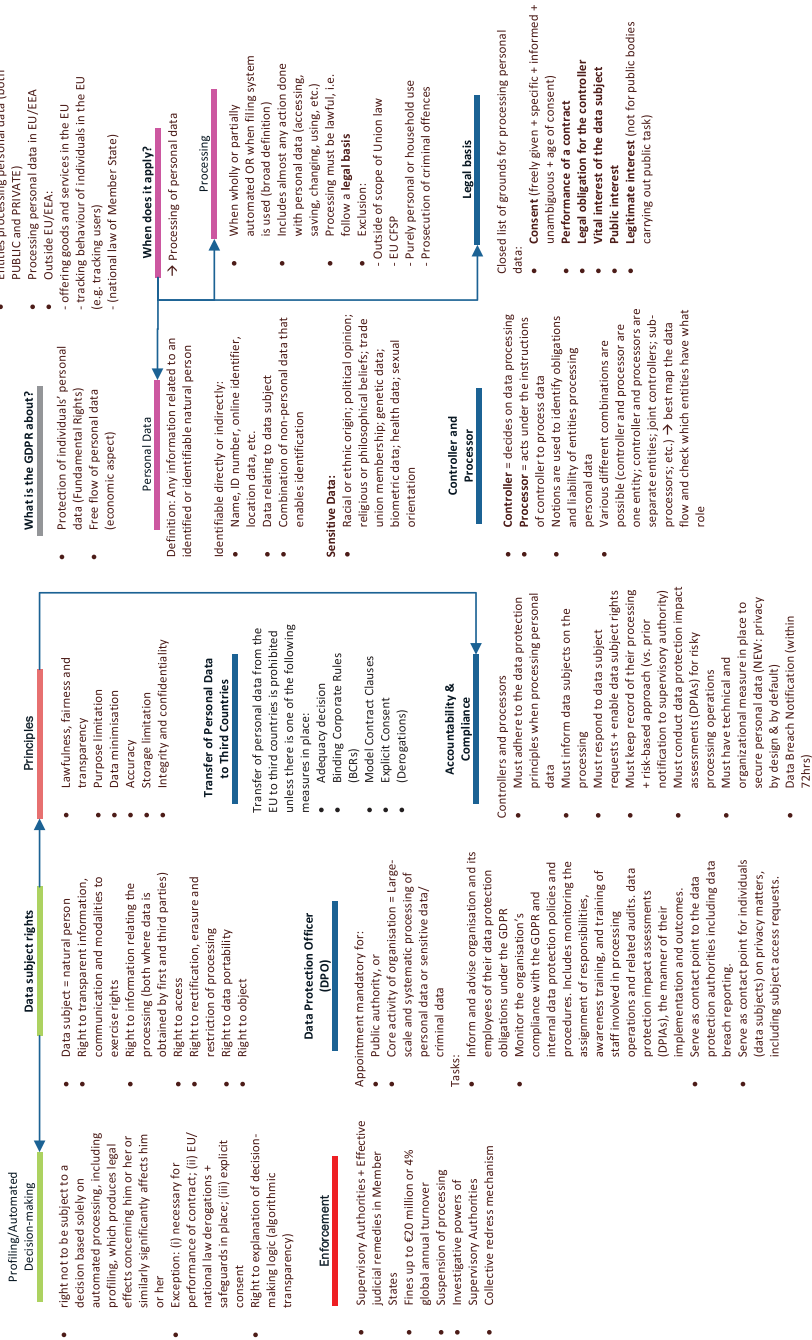 Profiling/Automated
Decision-making
• right not to be subject to a
decision based solely on
automated processing, including
profiling, which produces legal
effects concerning him or her or
similarly significantly affects him
or her
• Exception: (i) necessary for
performance of contract; (ii) EU/
national law derogations +
safeguards in place; (iii) explicit
consent
• Right to explanation of decision-
making logic (algorithmic
transparency)
Data subject rights
• Data subject = natural person
• Right to transparent information,
communication and modalities to
exercise rights
• Right to information relating the
processing (both where data is
obtained by first and third parties)
• Right to access
• Right to rectification, erasure and
restriction of processing
• Right to data portability
• Right to object
Principles
• Lawfulness, fairness and
transparency
• Purpose limitation
• Data minimisation
• Accuracy
• Storage limitation
• Integrity and confidentiality
What is the GDPR about?
• Protection of individuals' personal
data (Fundamental Rights)
• Free flow of personal data
(economic aspect)
• Entities processing personal data (both
PUBLIC and PRIVATE)
• Processing personal data in EU/EEA
• Outside EU/EEA:
- offering goods and services in the EU
- tracking behaviour of individuals in the EU
(e.g. tracking users)
- (national law of Member State)
When does it apply?
→ Processing of personal data
Personal Data
Definition: Any information related to an
identified or identifiable natural person
Identifiable directly or indirectly:
• Name, ID number, online identifier,
location data, etc.
• Data relating to data subject
• Combination of non-personal data that
enables identification
Sensitive Data:
• Racial or ethnic origin; political opinion;
religious or philosophical beliefs; trade
union membership; genetic data;
biometric data; health data; sexual
orientation
Processing
• When wholly or partially
automated OR when filing system
is used (broad definition)
• Includes almost any action done
with personal data (accessing,
saving, changing, using, etc.)
• Processing must be lawful, i.e.
follow a legal basis
• Exclusion:
- Outside of scope of Union law
- EU CFSP
- Purely personal or household use
- Prosecution of criminal offences
Enforcement
• Supervisory Authorities + Effective
judicial remedies in Member
States
• Fines up to €20 million or 4%
global annual turnover
• Suspension of processing
• Investigative powers of
Supervisory Authorities
• Collective redress mechanism
Data Protection Officer
(DPO)
Appointment mandatory for:
• Public authority, or
• Core activity of organisation = Large-
scale and systematic processing of
personal data or sensitive data/
criminal data
Tasks:
• Inform and advise organisation and its
employees of their data protection
obligations under the GDPR
• Monitor the organisation's
compliance with the GDPR and
internal data protection policies and
procedures. Includes monitoring the
assignment of responsibilities,
awareness training, and training of
staff involved in processing
operations and related audits. data
protection impact assessments
(DPIAs), the manner of their
implementation and outcomes.
• Serve as contact point to the data
protection authorities including data
breach reporting.
• Serve as contact point for individuals
(data subjects) on privacy matters,
including subject access requests.
Transfer of Personal Data
to Third Countries
Transfer of personal data from the
EU to third countries is prohibited
unless there is one of the following
measures in place:
• Adequacy decision
• Binding Corporate Rules
(BCRs)
• Model Contract Clauses
• Explicit Consent
• (Derogations)
Accountability &
Compliance
Controllers and processors
• Must adhere to the data protection
principles when processing personal
data
• Must inform data subjects on the
processing
• Must respond to data subject
requests + enable data subject rights
• Must keep record of their processing
+ risk-based approach (vs. prior
notification to supervisory authority)
• Must conduct data protection impact
assessments (DPIAs) for risky
processing operations
• Must have technical and
organizational measure in place to
secure personal data (NEW: privacy
by design & by default)
• Data Breach Notification (within
72hrs)
Controller and
Processor
• Controller = decides on data processing
• Processor = acts under the instructions
of controller to process data
• Notions are used to identify obligations
and liability of entities processing
personal data
• Various different combinations are
possible (controller and processor are
one entity; controller and processors are
separate entities; joint controllers; sub-
processors; etc.) → best map the data
flow and check which entities have what
role
Legal basis
Closed list of grounds for processing personal
data:
• Consent (freely given + specific + informed +
unambiguous + age of consent)
• Performance of a contract
• Legal obligation for the controller
• Vital interest of the data subject
• Public interest
• Legitimate interest (not for public bodies
carrying out public task)